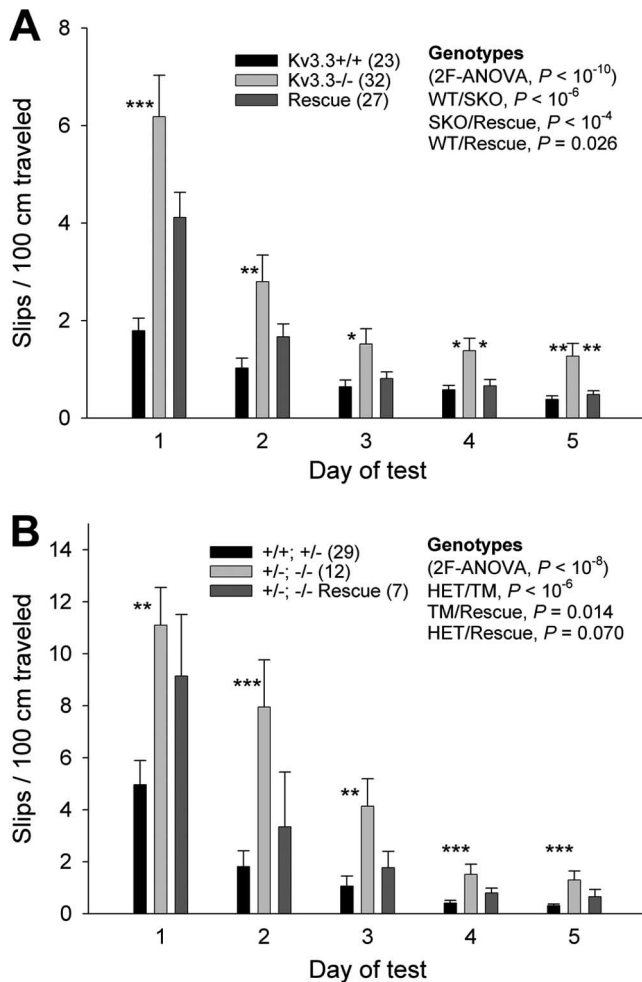 A
Kv3.3+/+ (23)
Kv3.3-/- (32)
Rescue (27)
Genotypes
(2F-ANOVA, P < 10⁻¹⁰)
WT/SKO, P < 10⁻⁶
SKO/Rescue, P < 10⁻⁴
WT/Rescue, P = 0.026
Slips / 100 cm traveled
8
6
4
2
0
***
**
*
* *
** **
1 2 3 4 5
Day of test
B
+/+; +/- (29)
+/-; -/- (12)
+/-; -/- Rescue (7)
Genotypes
(2F-ANOVA, P < 10⁻⁸)
HET/TM, P < 10⁻⁶
TM/Rescue, P = 0.014
HET/Rescue, P = 0.070
Slips / 100 cm traveled
14
12
10
8
6
4
2
0
**
***
**
***
***
1 2 3 4 5
Day of test